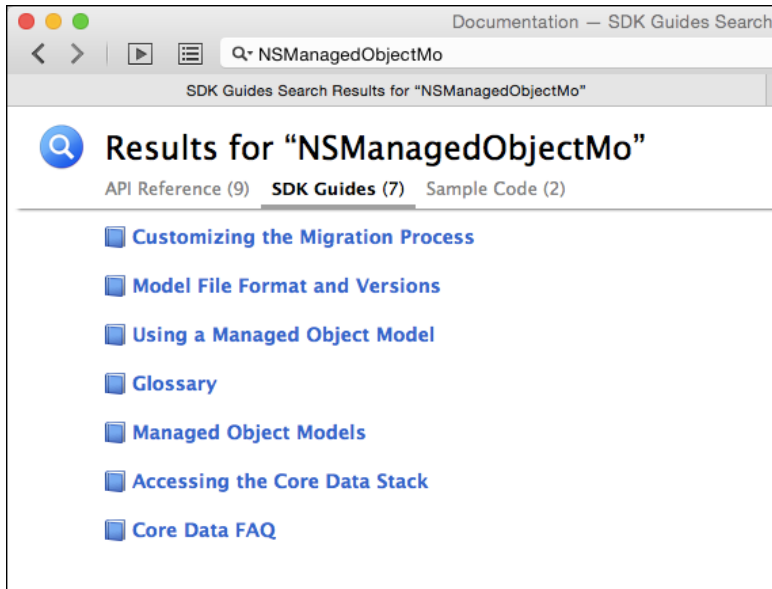 Documentation — SDK Guides Search
NSManagedObjectMo
SDK Guides Search Results for “NSManagedObjectMo”
Results for “NSManagedObjectMo”
API Reference (9) SDK Guides (7) Sample Code (2)
Customizing the Migration Process
Model File Format and Versions
Using a Managed Object Model
Glossary
Managed Object Models
Accessing the Core Data Stack
Core Data FAQ